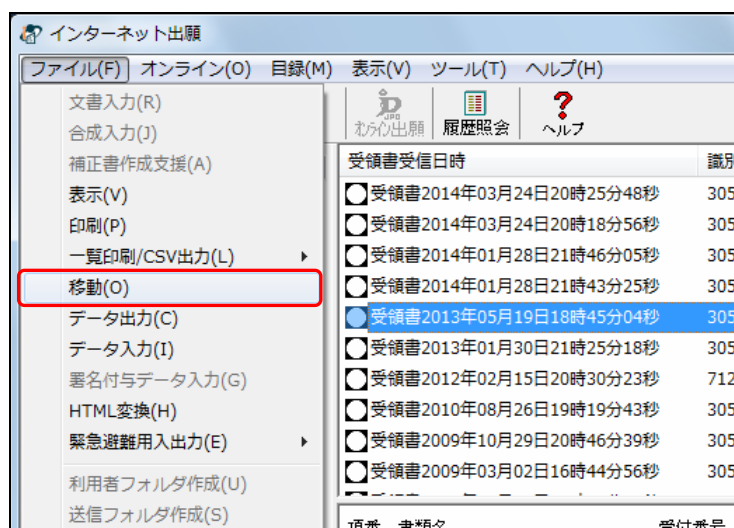 インターネット出願
ファイル(F) オンライン(O) 目録(M) 表示(V) ツール(T) ヘルプ(H)
文書入力(R)
合成入力(J)
補正書作成支援(A)
表示(V)
印刷(P)
一覧印刷/CSV出力(L)
移動(O)
データ出力(C)
データ入力(I)
署名付与データ入力(G)
HTML変換(H)
緊急避難用入出力(E)
利用者フォルダ作成(U)
送信フォルダ作成(S)
オンライン出願 履歴照会 ヘルプ
受領書受信日時 識別
受領書2014年03月24日20時25分48秒 305
受領書2014年03月24日20時18分56秒 305
受領書2014年01月28日21時46分05秒 305
受領書2014年01月28日21時43分25秒 305
受領書2013年05月19日18時45分04秒 305
受領書2013年01月30日21時25分18秒 305
受領書2012年02月15日20時30分23秒 712
受領書2010年08月26日19時19分43秒 305
受領書2009年10月29日20時46分39秒 305
受領書2009年03月02日16時44分56秒 305
項番 書類名 受付番号